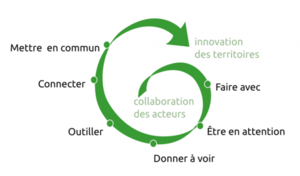 innovation
des territoires
Mettre en commun
Connecter
Faire avec
collaboration
des acteurs
Outiller
Être en attention
Donner à voir